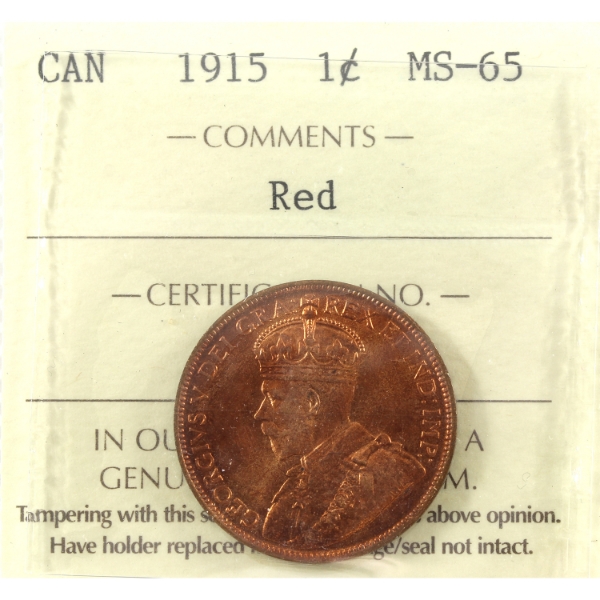 CAN 1915 1¢ MS-65
— COMMENTS —
Red
— CERTIFIC NO. —
GEORGIVS V DEI GRA: REX ET IND: IMP:
IN OU A
GENU M.
Tampering with this above opinion.
Have holder replaced ge/seal not intact.